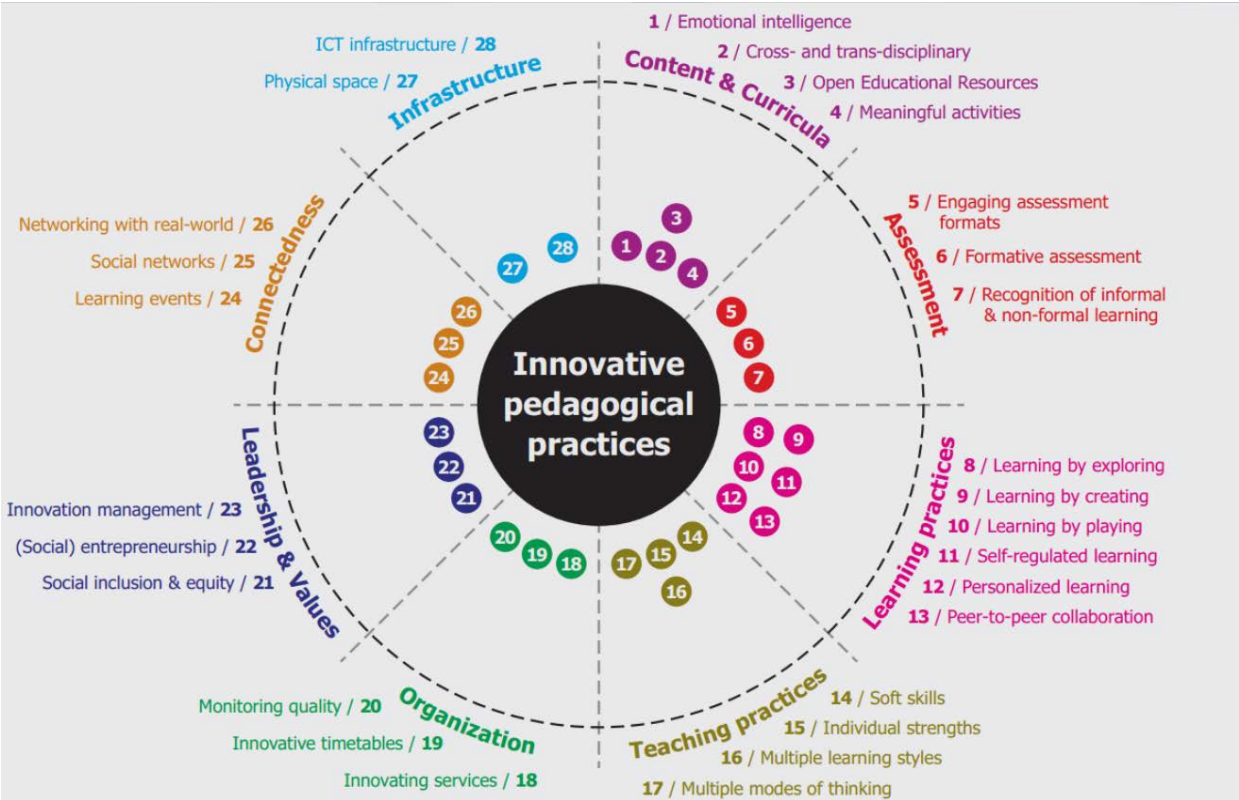 1 / Emotional intelligence
2 / Cross- and trans-disciplinary
3 / Open Educational Resources
4 / Meaningful activities
Content & Curricula
5 / Engaging assessment
formats
6 / Formative assessment
7 / Recognition of informal
& non-formal learning
Assessment
8 / Learning by exploring
9 / Learning by creating
10 / Learning by playing
11 / Self-regulated learning
12 / Personalized learning
13 / Peer-to-peer collaboration
Learning practices
14 / Soft skills
15 / Individual strengths
16 / Multiple learning styles
17 / Multiple modes of thinking
Teaching practices
Monitoring quality / 20
Innovative timetables / 19
Innovating services / 18
Organization
Innovation management / 23
(Social) entrepreneurship / 22
Social inclusion & equity / 21
Leadership & Values
Networking with real-world / 26
Social networks / 25
Learning events / 24
Connectedness
ICT infrastructure / 28
Physical space / 27
Infrastructure
Innovative
pedagogical
practices
1
2
3
4
5
6
7
8
9
10
11
12
13
14
15
16
17
18
19
20
21
22
23
24
25
26
27
28